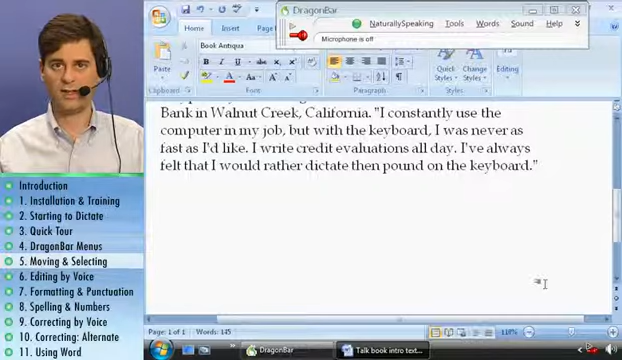 DragonBar
NaturallySpeaking Tools Words Sound Help
Microphone is off
Home
Book Antiqua
Paste
Clipboard
Font
Paragraph
Quick
Styles
Change
Styles
Styles
Editing
Bank in Walnut Creek, California. "I constantly use the
computer in my job, but with the keyboard, I was never as
fast as I'd like. I write credit evaluations all day. I've always
felt that I would rather dictate then pound on the keyboard."
Introduction
1. Installation & Training
2. Starting to Dictate
3. Quick Tour
4. DragonBar Menus
5. Moving & Selecting
6. Editing by Voice
7. Formatting & Punctuation
8. Spelling & Numbers
9. Correcting by Voice
10. Correcting: Alternate
11. Using Word
Page: 1 of 1 Words: 145
110%
DragonBar
Talk book intro text...